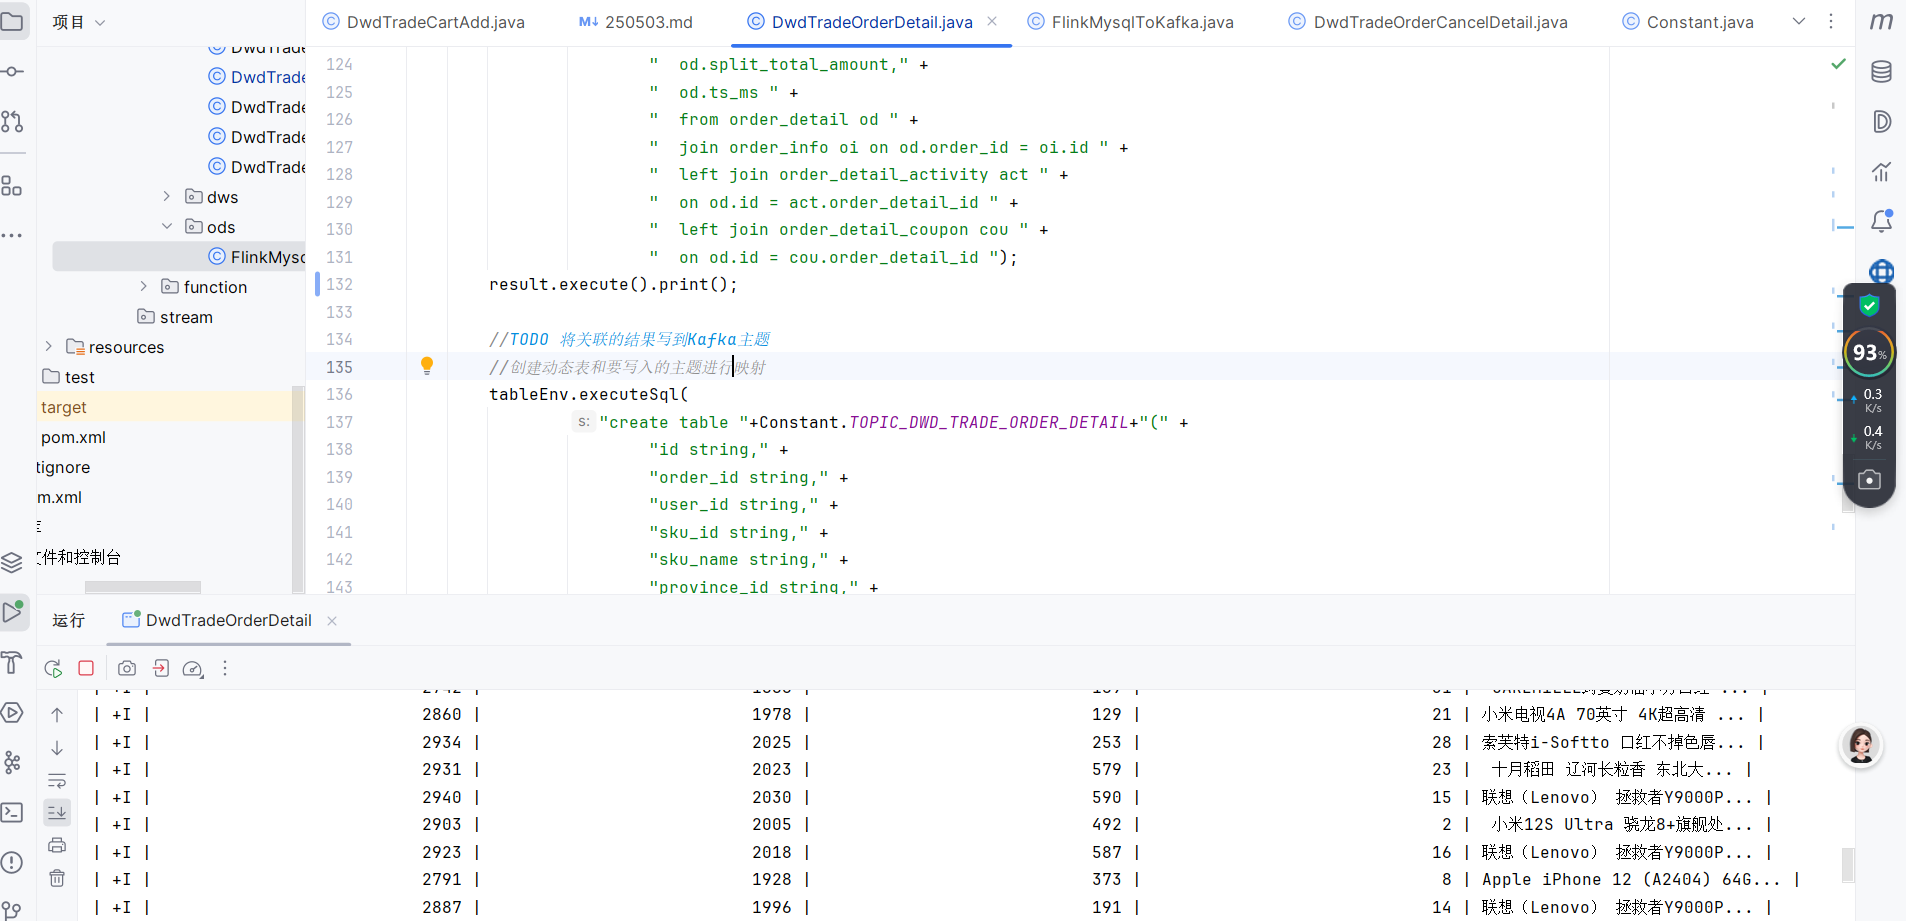 项目
DwdTradeCartAdd.java
M↓ 250503.md
DwdTradeOrderDetail.java
FlinkMysqlToKafka.java
DwdTradeOrderCancelDetail.java
Constant.java
DwdTrade
DwdTrade
DwdTrade
DwdTrade
DwdTrade
dws
ods
FlinkMysq
function
stream
resources
test
target
pom.xml
tignore
m.xml
文件和控制台
124 "  od.split_total_amount," +
125 "  od.ts_ms " +
126 "  from order_detail od " +
127 "  join order_info oi on od.order_id = oi.id " +
128 "  left join order_detail_activity act " +
129 "  on od.id = act.order_detail_id " +
130 "  left join order_detail_coupon cou " +
131 "  on od.id = cou.order_detail_id ");
132 result.execute().print();
133
134 //TODO 将关联的结果写到Kafka主题
135 //创建动态表和要写入的主题进行映射
136 tableEnv.executeSql(
137 s: "create table "+Constant.TOPIC_DWD_TRADE_ORDER_DETAIL+"(" +
138 "id string," +
139 "order_id string," +
140 "user_id string," +
141 "sku_id string," +
142 "sku_name string," +
143 "province_id string," +
93%
0.3
K/s
0.4
K/s
运行
DwdTradeOrderDetail
| +I | 2860 | 1978 | 129 | 21 | 小米电视4A 70英寸 4K超高清 ... |
| +I | 2934 | 2025 | 253 | 28 | 索芙特i-Softto 口红不掉色唇... |
| +I | 2931 | 2023 | 579 | 23 | 十月稻田 辽河长粒香 东北大... |
| +I | 2940 | 2030 | 590 | 15 | 联想（Lenovo） 拯救者Y9000P... |
| +I | 2903 | 2005 | 492 | 2 | 小米12S Ultra 骁龙8+旗舰处... |
| +I | 2923 | 2018 | 587 | 16 | 联想（Lenovo） 拯救者Y9000P... |
| +I | 2791 | 1928 | 373 | 8 | Apple iPhone 12 (A2404) 64G... |
| +I | 2887 | 1996 | 191 | 14 | 联想（Lenovo） 拯救者Y9000P... |